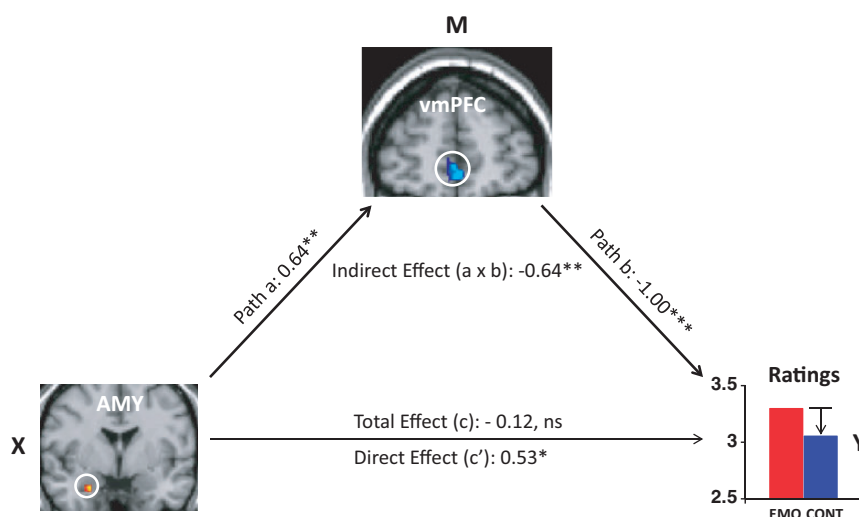 M
vmPFC
Path a: 0.64**
Indirect Effect (a x b): -0.64**
Path b: -1.00***
X
AMY
Total Effect (c): - 0.12, ns
Direct Effect (c’): 0.53*
Ratings
3.5
3
2.5
Y
EMO CONT